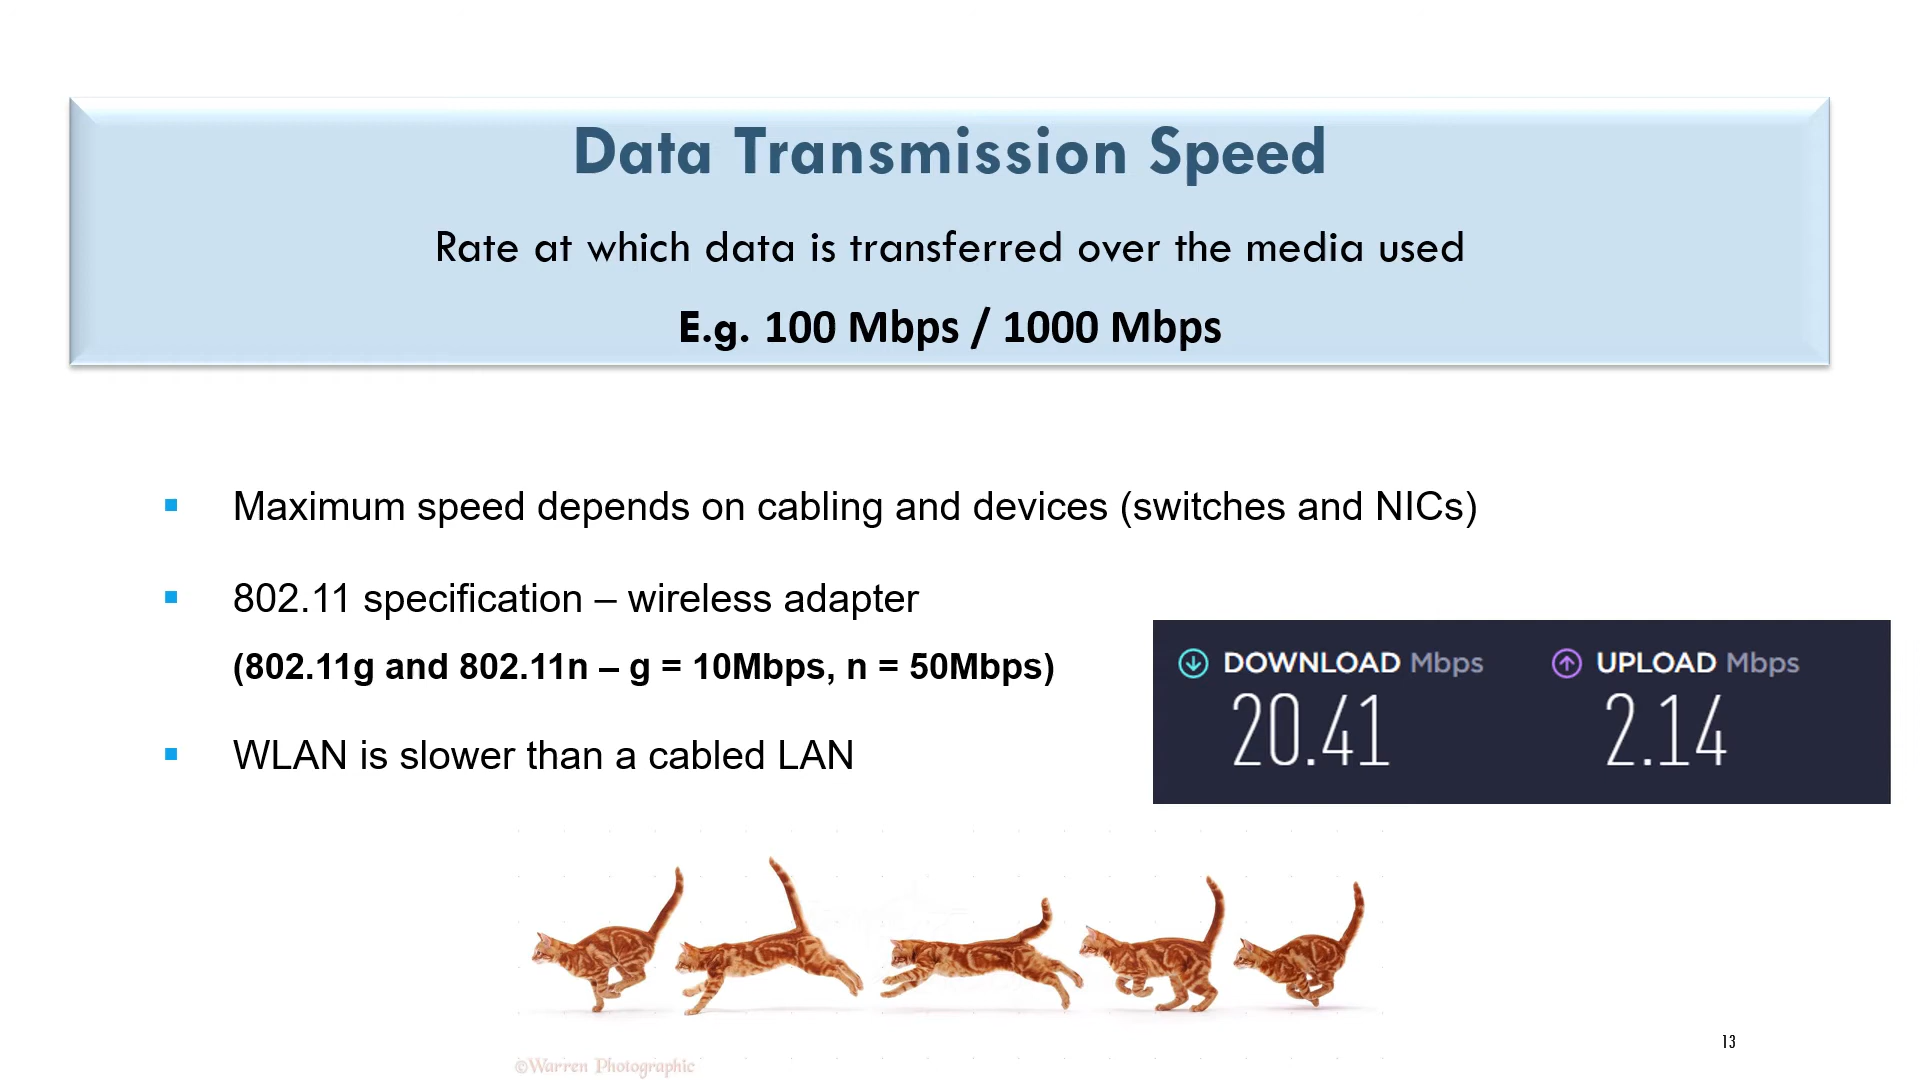 Data Transmission Speed
Rate at which data is transferred over the media used
E.g. 100 Mbps / 1000 Mbps
Maximum speed depends on cabling and devices (switches and NICs)
802.11 specification – wireless adapter
(802.11g and 802.11n – g = 10Mbps, n = 50Mbps)
WLAN is slower than a cabled LAN
DOWNLOAD Mbps
20.41
UPLOAD Mbps
2.14
©Warren Photographic
13